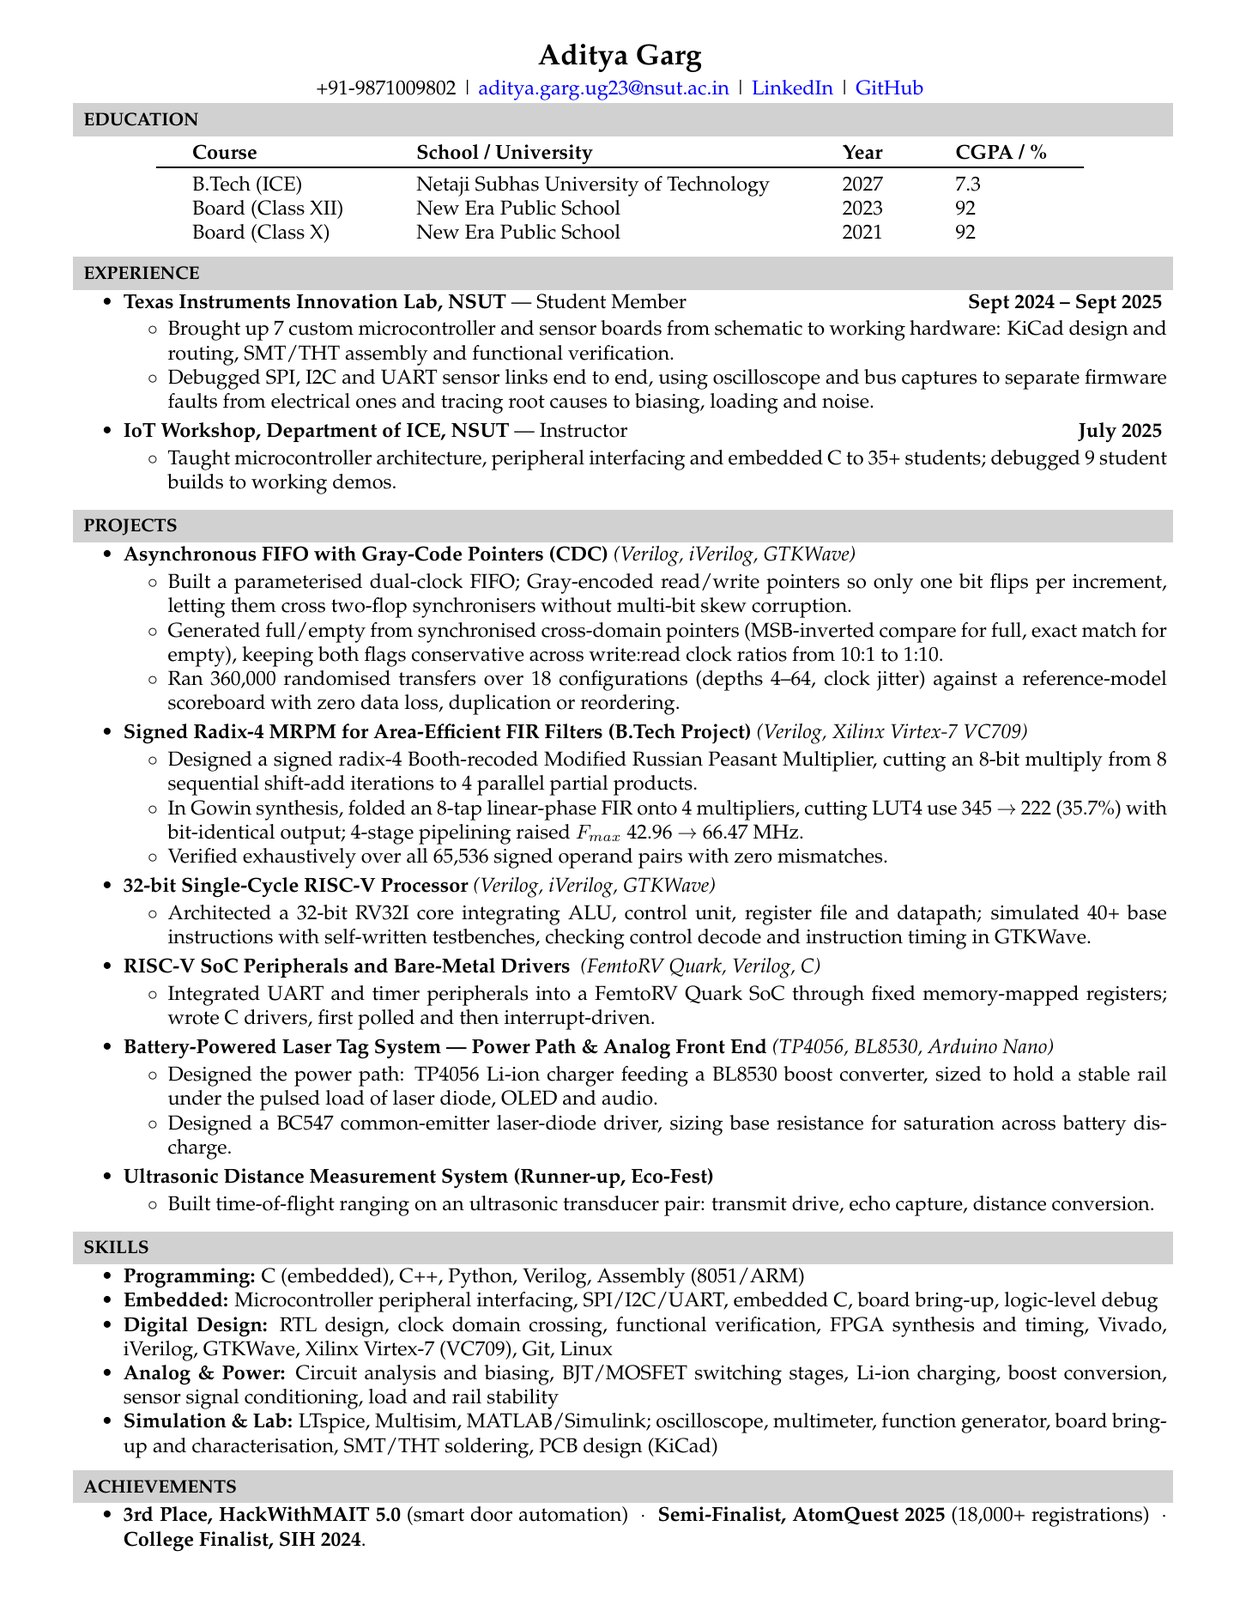 Aditya Garg
+91-9871009802 | aditya.garg.ug23@nsut.ac.in | LinkedIn | GitHub
EDUCATION
Course School / University Year CGPA / %
B.Tech (ICE) Netaji Subhas University of Technology 2027 7.3
Board (Class XII) New Era Public School 2023 92
Board (Class X) New Era Public School 2021 92
EXPERIENCE
• Texas Instruments Innovation Lab, NSUT — Student Member Sept 2024 – Sept 2025
◦ Brought up 7 custom microcontroller and sensor boards from schematic to working hardware: KiCad design and
routing, SMT/THT assembly and functional verification.
◦ Debugged SPI, I2C and UART sensor links end to end, using oscilloscope and bus captures to separate firmware
faults from electrical ones and tracing root causes to biasing, loading and noise.
• IoT Workshop, Department of ICE, NSUT — Instructor July 2025
◦ Taught microcontroller architecture, peripheral interfacing and embedded C to 35+ students; debugged 9 student
builds to working demos.
PROJECTS
• Asynchronous FIFO with Gray-Code Pointers (CDC) (Verilog, iVerilog, GTKWave)
◦ Built a parameterised dual-clock FIFO; Gray-encoded read/write pointers so only one bit flips per increment,
letting them cross two-flop synchronisers without multi-bit skew corruption.
◦ Generated full/empty from synchronised cross-domain pointers (MSB-inverted compare for full, exact match for
empty), keeping both flags conservative across write:read clock ratios from 10:1 to 1:10.
◦ Ran 360,000 randomised transfers over 18 configurations (depths 4–64, clock jitter) against a reference-model
scoreboard with zero data loss, duplication or reordering.
• Signed Radix-4 MRPM for Area-Efficient FIR Filters (B.Tech Project) (Verilog, Xilinx Virtex-7 VC709)
◦ Designed a signed radix-4 Booth-recoded Modified Russian Peasant Multiplier, cutting an 8-bit multiply from 8
sequential shift-add iterations to 4 parallel partial products.
◦ In Gowin synthesis, folded an 8-tap linear-phase FIR onto 4 multipliers, cutting LUT4 use 345 → 222 (35.7%) with
bit-identical output; 4-stage pipelining raised Fmax 42.96 → 66.47 MHz.
◦ Verified exhaustively over all 65,536 signed operand pairs with zero mismatches.
• 32-bit Single-Cycle RISC-V Processor (Verilog, iVerilog, GTKWave)
◦ Architected a 32-bit RV32I core integrating ALU, control unit, register file and datapath; simulated 40+ base
instructions with self-written testbenches, checking control decode and instruction timing in GTKWave.
• RISC-V SoC Peripherals and Bare-Metal Drivers (FemtoRV Quark, Verilog, C)
◦ Integrated UART and timer peripherals into a FemtoRV Quark SoC through fixed memory-mapped registers;
wrote C drivers, first polled and then interrupt-driven.
• Battery-Powered Laser Tag System — Power Path & Analog Front End (TP4056, BL8530, Arduino Nano)
◦ Designed the power path: TP4056 Li-ion charger feeding a BL8530 boost converter, sized to hold a stable rail
under the pulsed load of laser diode, OLED and audio.
◦ Designed a BC547 common-emitter laser-diode driver, sizing base resistance for saturation across battery dis-
charge.
• Ultrasonic Distance Measurement System (Runner-up, Eco-Fest)
◦ Built time-of-flight ranging on an ultrasonic transducer pair: transmit drive, echo capture, distance conversion.
SKILLS
• Programming: C (embedded), C++, Python, Verilog, Assembly (8051/ARM)
• Embedded: Microcontroller peripheral interfacing, SPI/I2C/UART, embedded C, board bring-up, logic-level debug
• Digital Design: RTL design, clock domain crossing, functional verification, FPGA synthesis and timing, Vivado,
iVerilog, GTKWave, Xilinx Virtex-7 (VC709), Git, Linux
• Analog & Power: Circuit analysis and biasing, BJT/MOSFET switching stages, Li-ion charging, boost conversion,
sensor signal conditioning, load and rail stability
• Simulation & Lab: LTspice, Multisim, MATLAB/Simulink; oscilloscope, multimeter, function generator, board bring-
up and characterisation, SMT/THT soldering, PCB design (KiCad)
ACHIEVEMENTS
• 3rd Place, HackWithMAIT 5.0 (smart door automation) · Semi-Finalist, AtomQuest 2025 (18,000+ registrations) ·
College Finalist, SIH 2024.